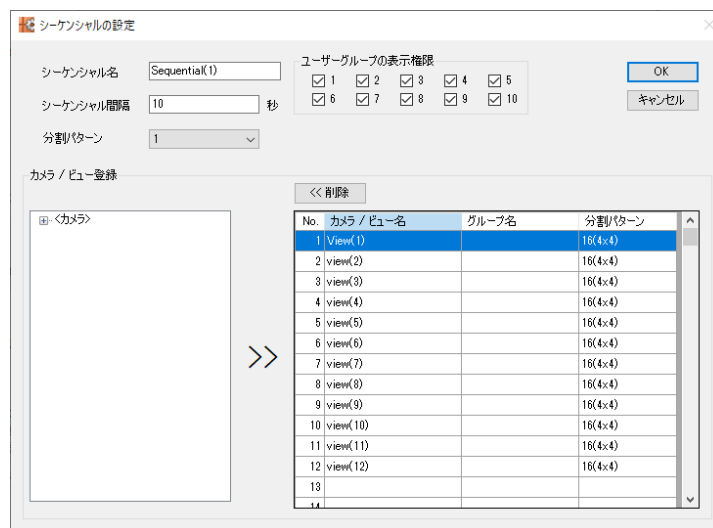 シーケンシャルの設定
シーケンシャル名 Sequential(1)
シーケンシャル間隔 10 秒
分割パターン 1
ユーザーグループの表示権限
1 2 3 4 5
6 7 8 9 10
OK
キャンセル
カメラ / ビュー登録
<< 削除
<カメラ>
>>
No. カメラ / ビュー名 グループ名 分割パターン
1 View(1) 16(4x4)
2 view(2) 16(4x4)
3 view(3) 16(4x4)
4 view(4) 16(4x4)
5 view(5) 16(4x4)
6 view(6) 16(4x4)
7 view(7) 16(4x4)
8 view(8) 16(4x4)
9 view(9) 16(4x4)
10 view(10) 16(4x4)
11 view(11) 16(4x4)
12 view(12) 16(4x4)
13
14